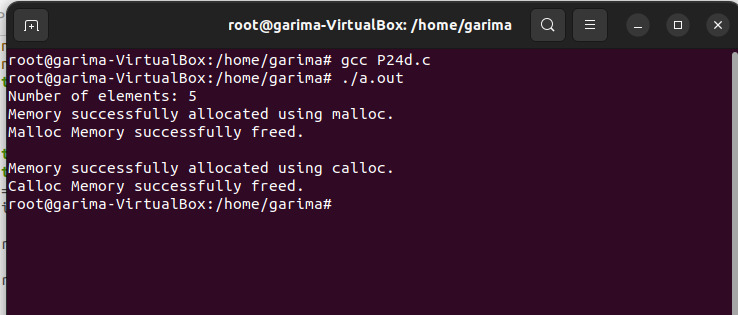 root@garima-VirtualBox: /home/garima
root@garima-VirtualBox:/home/garima# gcc P24d.c
root@garima-VirtualBox:/home/garima# ./a.out
Number of elements: 5
Memory successfully allocated using malloc.
Malloc Memory successfully freed.
Memory successfully allocated using calloc.
Calloc Memory successfully freed.
root@garima-VirtualBox:/home/garima#